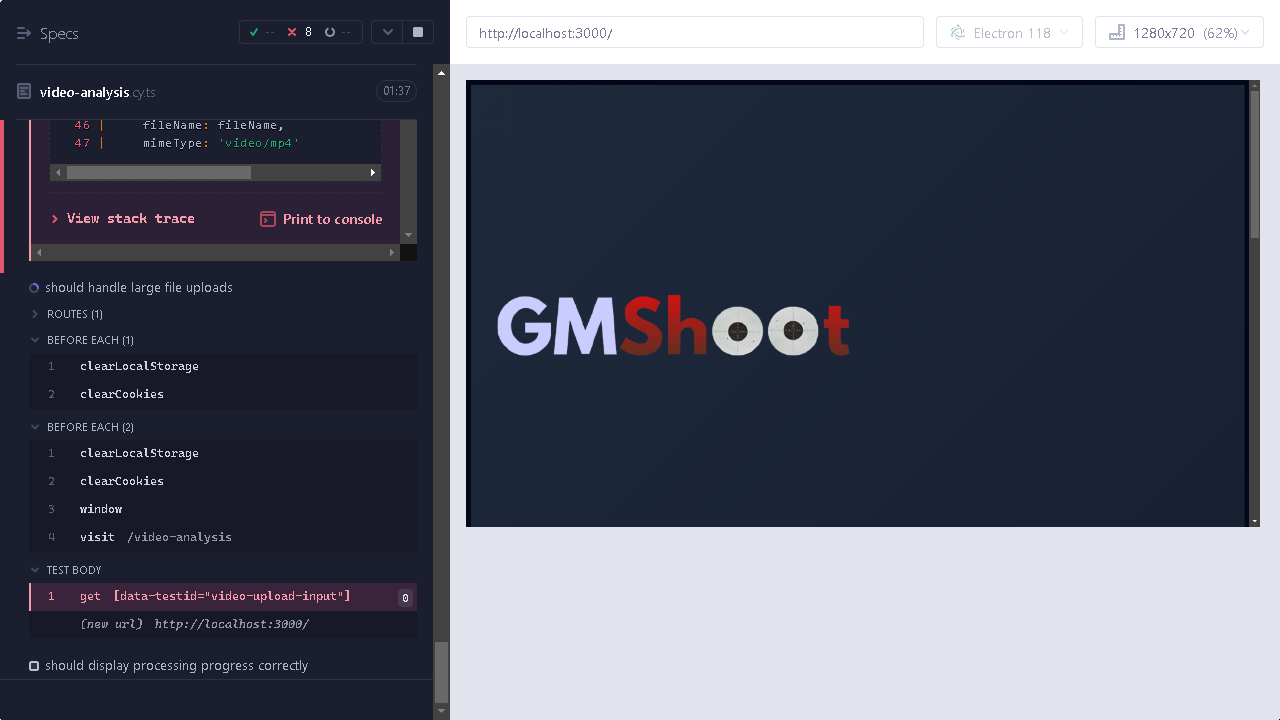 Specs
-- 8 --
http://localhost:3000/
Electron 118
1280x720 (62%)
video-analysis.cy.ts
01:37
46 | fileName: fileName,
47 | mimeType: 'video/mp4'
View stack trace
Print to console
should handle large file uploads
ROUTES (1)
BEFORE ALL (1)
1 clearLocalStorage
2 clearCookies
BEFORE EACH (2)
1 clearLocalStorage
2 clearCookies
3 window
4 visit /video-analysis
TEST BODY
1 get [data-testid="video-upload-input"] 0
(new url) http://localhost:3000/
should display processing progress correctly
GMShoot